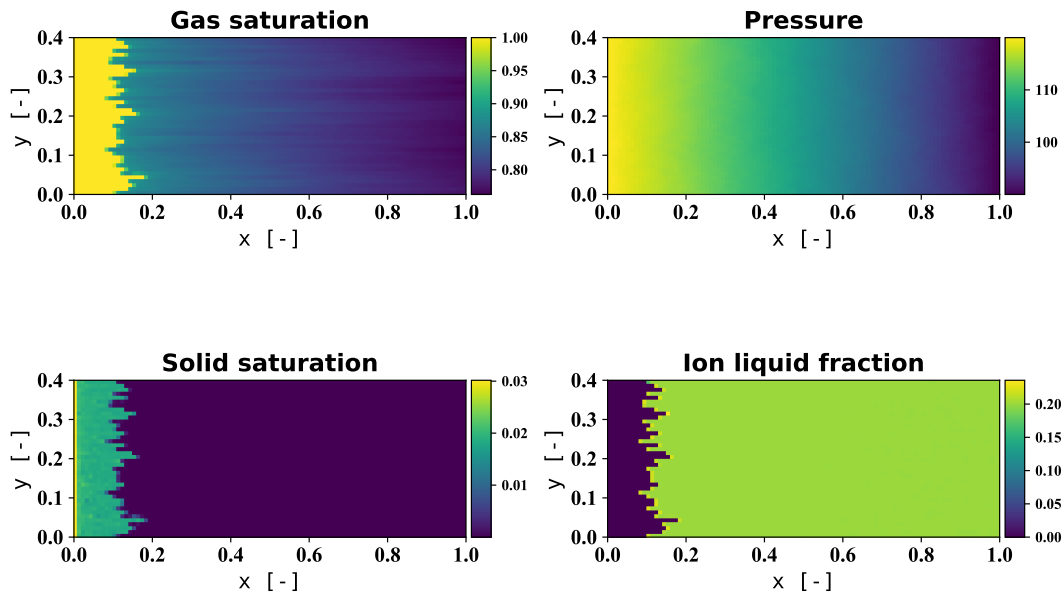 Gas saturation
0.4
0.3
0.2
0.1
0.0
y [-]
0.0 0.2 0.4 0.6 0.8 1.0
x [-]
1.00
0.95
0.90
0.85
0.80
Pressure
0.4
0.3
0.2
0.1
0.0
y [-]
0.0 0.2 0.4 0.6 0.8 1.0
x [-]
110
100
Solid saturation
0.4
0.3
0.2
0.1
0.0
y [-]
0.0 0.2 0.4 0.6 0.8 1.0
x [-]
0.03
0.02
0.01
Ion liquid fraction
0.4
0.3
0.2
0.1
0.0
y [-]
0.0 0.2 0.4 0.6 0.8 1.0
x [-]
0.20
0.15
0.10
0.05
0.00